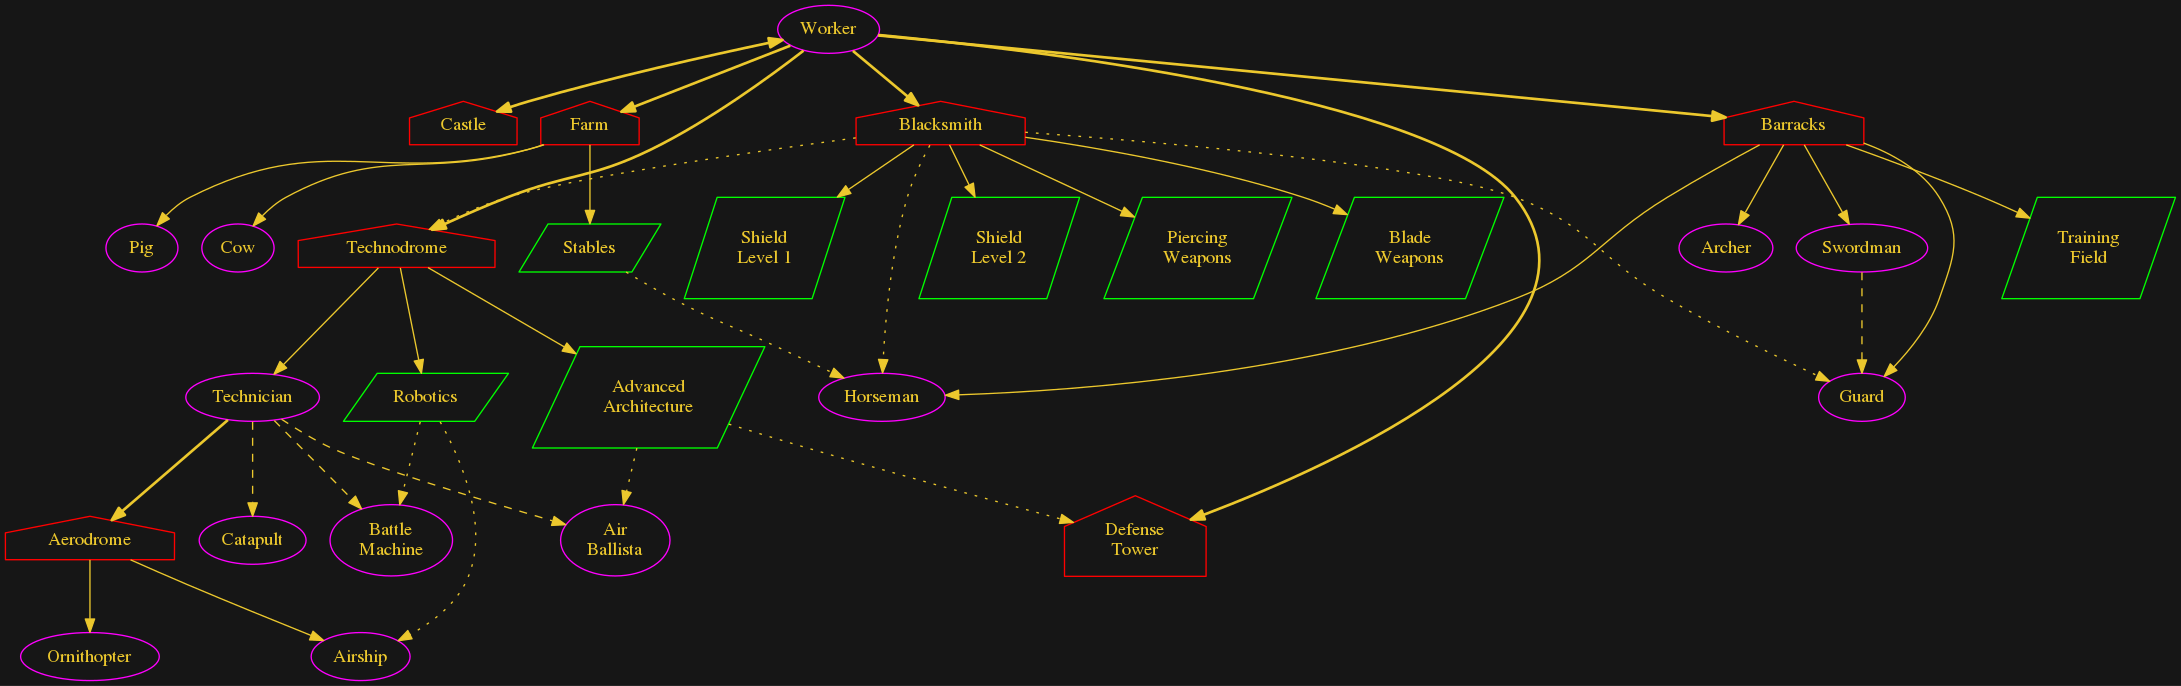 Worker
Castle
Farm
Blacksmith
Barracks
Pig
Cow
Technodrome
Stables
Shield
Level 1
Shield
Level 2
Piercing
Weapons
Blade
Weapons
Archer
Swordman
Training
Field
Technician
Robotics
Advanced
Architecture
Horseman
Guard
Aerodrome
Catapult
Battle
Machine
Air
Ballista
Defense
Tower
Ornithopter
Airship